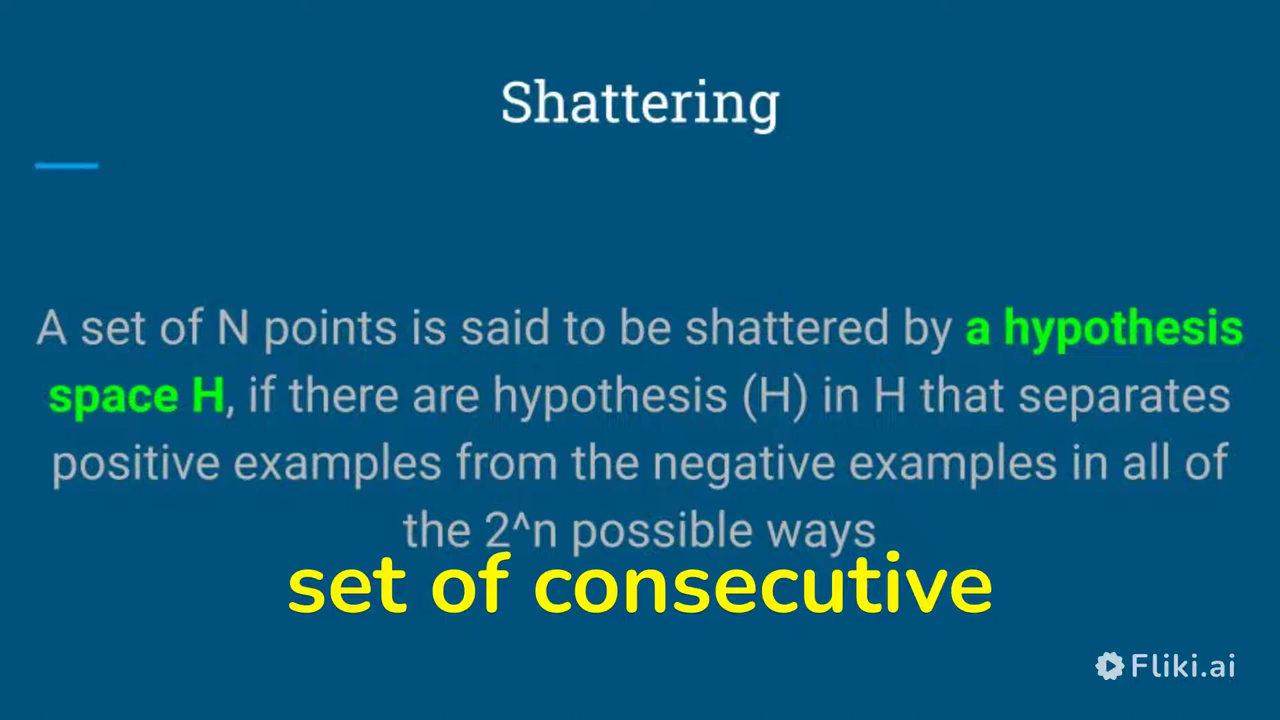 Shattering
A set of N points is said to be shattered by a hypothesis
space H, if there are hypothesis (H) in H that separates
positive examples from the negative examples in all of
the 2^n possible ways
set of consecutive
Fliki.ai